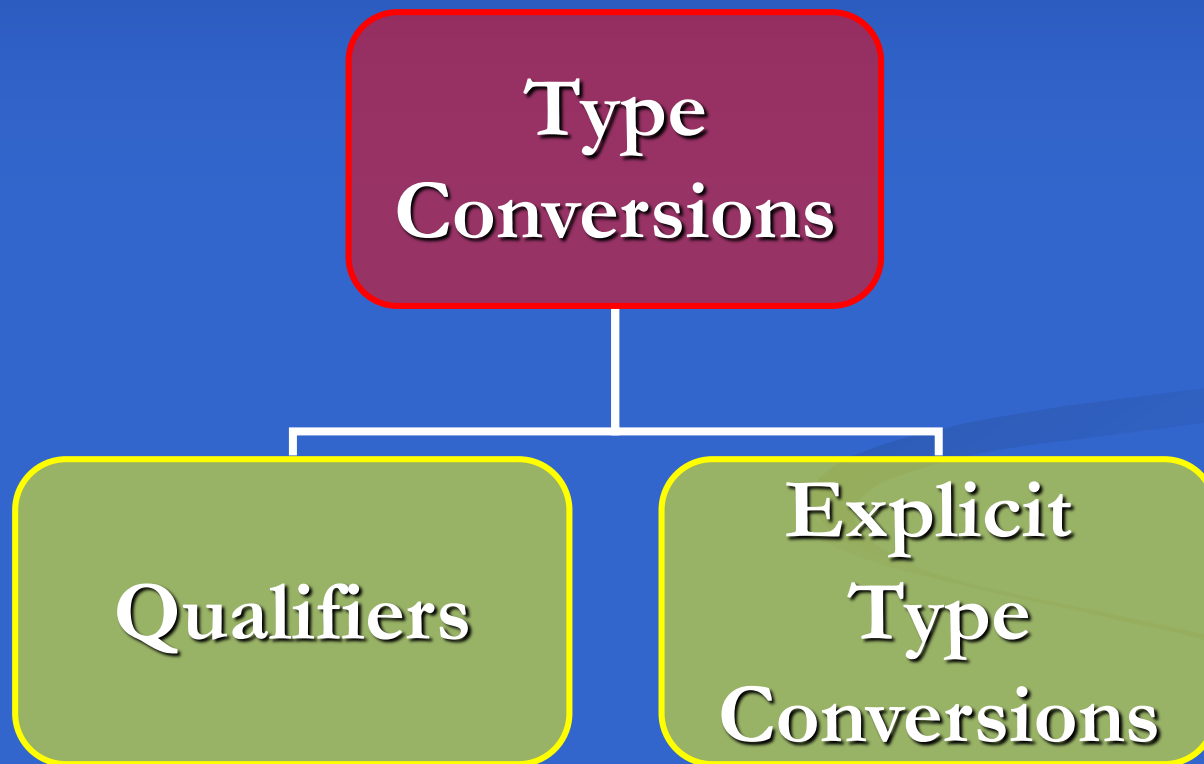 Type
Conversions
Qualifiers
Explicit
Type
Conversions